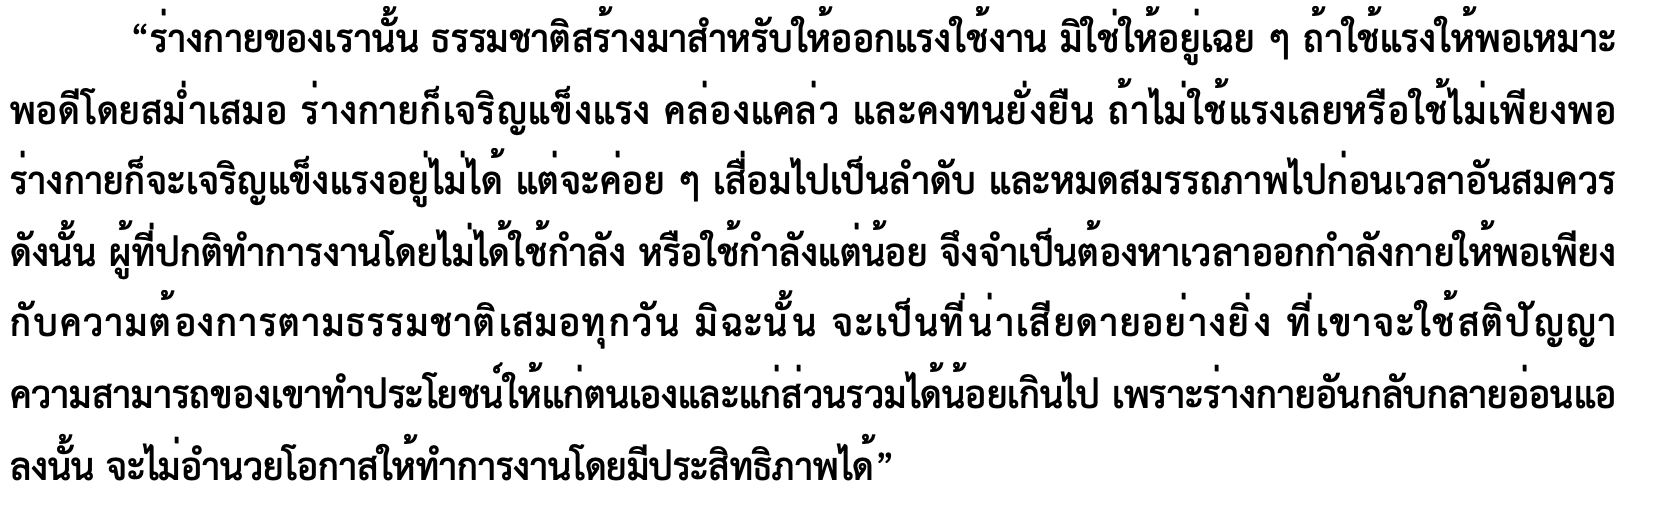 “ร่างกายของเรานั้น ธรรมชาติสร้างมาสำหรับให้ออกแรงใช้งาน มิใช่ให้อยู่เฉย ๆ ถ้าใช้แรงให้พอเหมาะ
พอดีโดยสม่ำเสมอ ร่างกายก็เจริญแข็งแรง คล่องแคล่ว และคงทนยั่งยืน ถ้าไม่ใช้แรงเลยหรือใช้ไม่เพียงพอ
ร่างกายก็จะเจริญแข็งแรงอยู่ไม่ได้ แต่จะค่อย ๆ เสื่อมไปเป็นลำดับ และหมดสมรรถภาพไปก่อนเวลาอันสมควร
ดังนั้น ผู้ที่ปกติทำการงานโดยไม่ได้ใช้กำลัง หรือใช้กำลังแต่น้อย จึงจำเป็นต้องหาเวลาออกกำลังกายให้พอเพียง
กับความต้องการตามธรรมชาติเสมอทุกวัน มิฉะนั้น จะเป็นที่น่าเสียดายอย่างยิ่ง ที่เขาจะใช้สติปัญญา
ความสามารถของเขาทำประโยชน์ให้แก่ตนเองและแก่ส่วนรวมได้น้อยเกินไป เพราะร่างกายอันกลับกลายอ่อนแอ
ลงนั้น จะไม่อำนวยโอกาสให้ทำการงานโดยมีประสิทธิภาพได้”